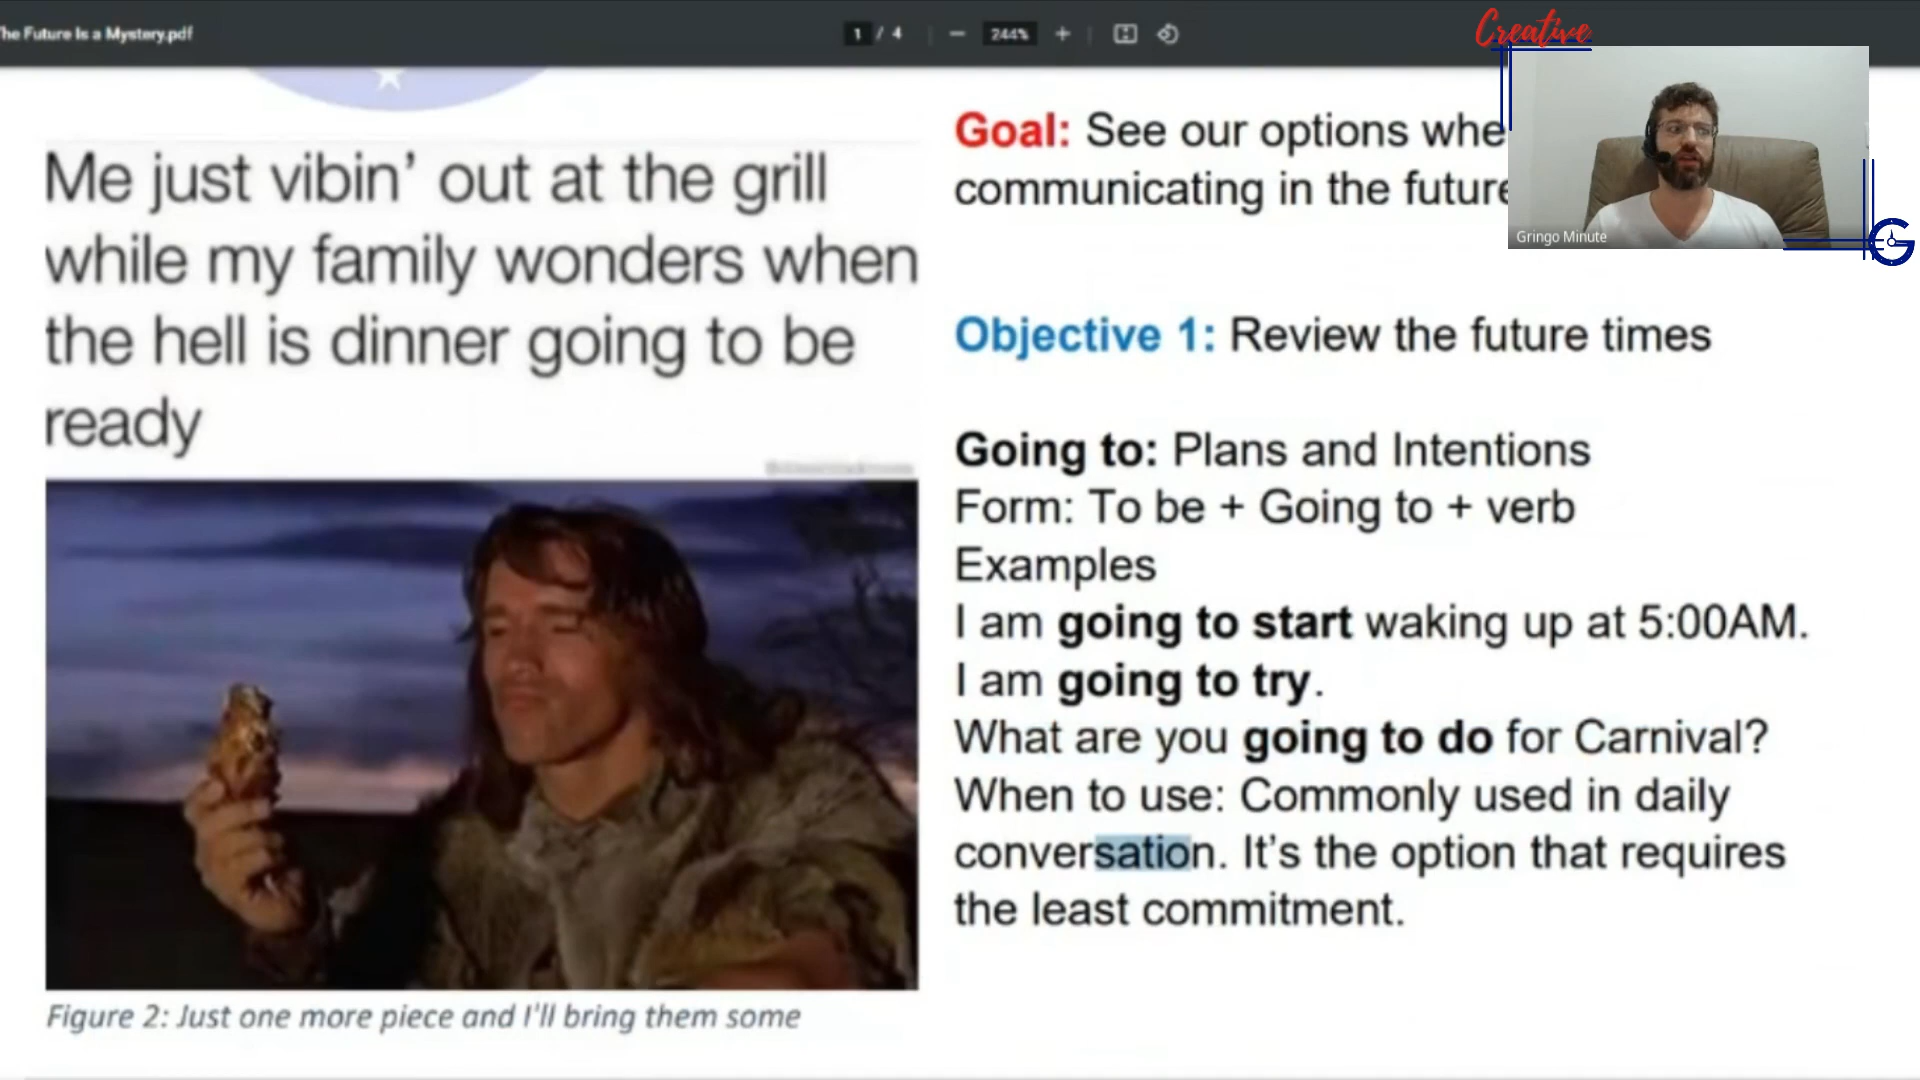 he Future Is a Mystery.pdf
1 / 4
244%
Creative
Gringo Minute
G
Me just vibin’ out at the grill
while my family wonders when
the hell is dinner going to be
ready
Figure 2: Just one more piece and I'll bring them some
Goal: See our options whe
communicating in the future
Objective 1: Review the future times
Going to: Plans and Intentions
Form: To be + Going to + verb
Examples
I am going to start waking up at 5:00AM.
I am going to try.
What are you going to do for Carnival?
When to use: Commonly used in daily
conversation. It’s the option that requires
the least commitment.